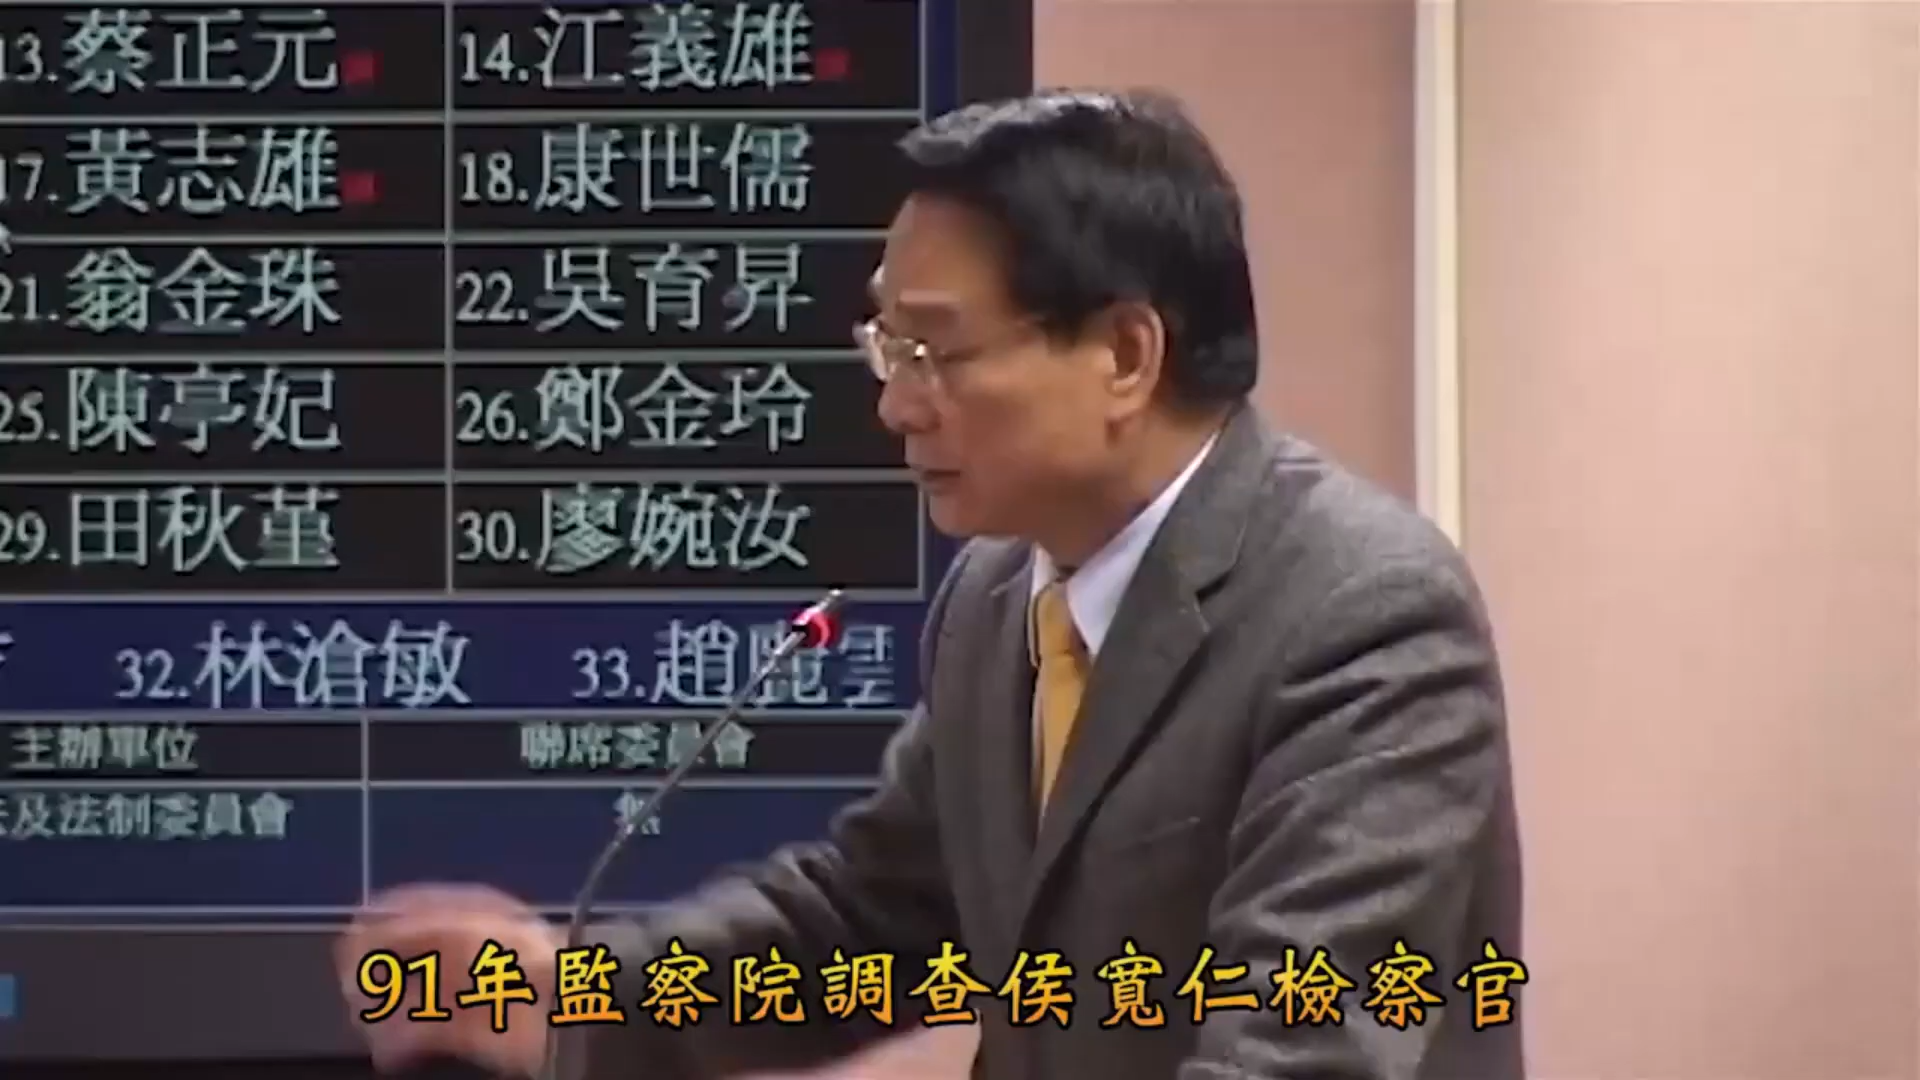 13.蔡正元 14.江義雄
17.黃志雄 18.康世儒
21.翁金珠 22.吳育昇
25.陳亭妃 26.鄭金玲
29.田秋堇 30.廖婉汝
32.林滄敏 33.趙麗雲
主辦單位 聯席委員會
及法制委員會 無
91年監察院調查侯寬仁檢察官